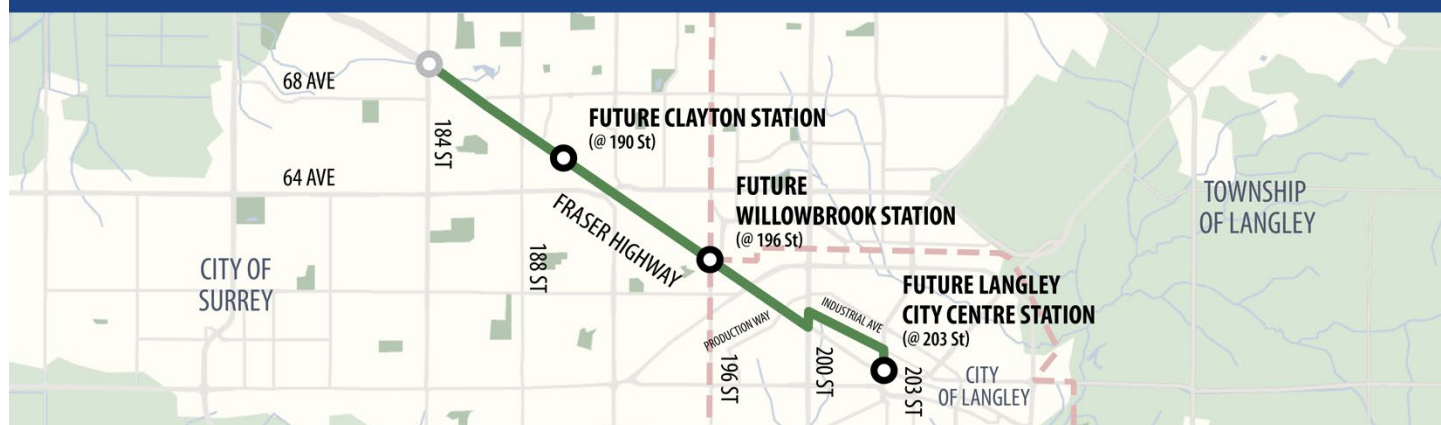 68 AVE
184 ST
FUTURE CLAYTON STATION
(@ 190 St)
64 AVE
FRASER HIGHWAY
188 ST
FUTURE
WILLOWBROOK STATION
(@ 196 St)
TOWNSHIP
OF LANGLEY
CITY OF
SURREY
FUTURE LANGLEY
CITY CENTRE STATION
(@ 203 St)
INDUSTRIAL AVE
PRODUCTION WAY
196 ST
200 ST
203 ST
CITY
OF LANGLEY